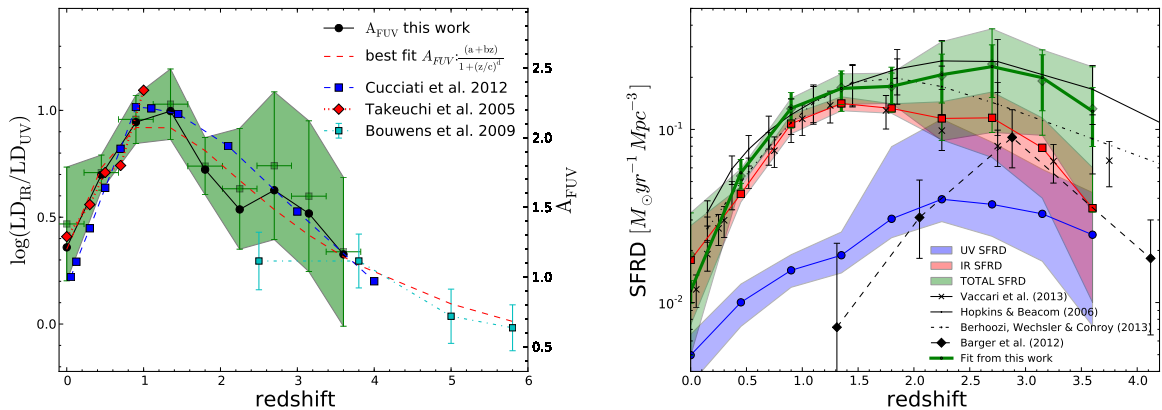 log(LD_IR/LD_UV)
1.0
0.5
0.0
0
1
2
3
4
5
6
redshift
2.5
2.0
1.5
1.0
0.5
A_FUV
A_FUV this work
best fit A_FUV: (a+bz)/1+(z/c)^d
Cucciati et al. 2012
Takeuchi et al. 2005
Bouwens et al. 2009
SFRD [M⊙yr⁻¹ Mpc⁻³]
10⁻¹
10⁻²
0.0
0.5
1.0
1.5
2.0
2.5
3.0
3.5
4.0
redshift
UV SFRD
IR SFRD
TOTAL SFRD
Vaccari et al. (2013)
Hopkins & Beacom (2006)
Berhoozi, Wechsler & Conroy (2013)
Barger et al. (2012)
Fit from this work